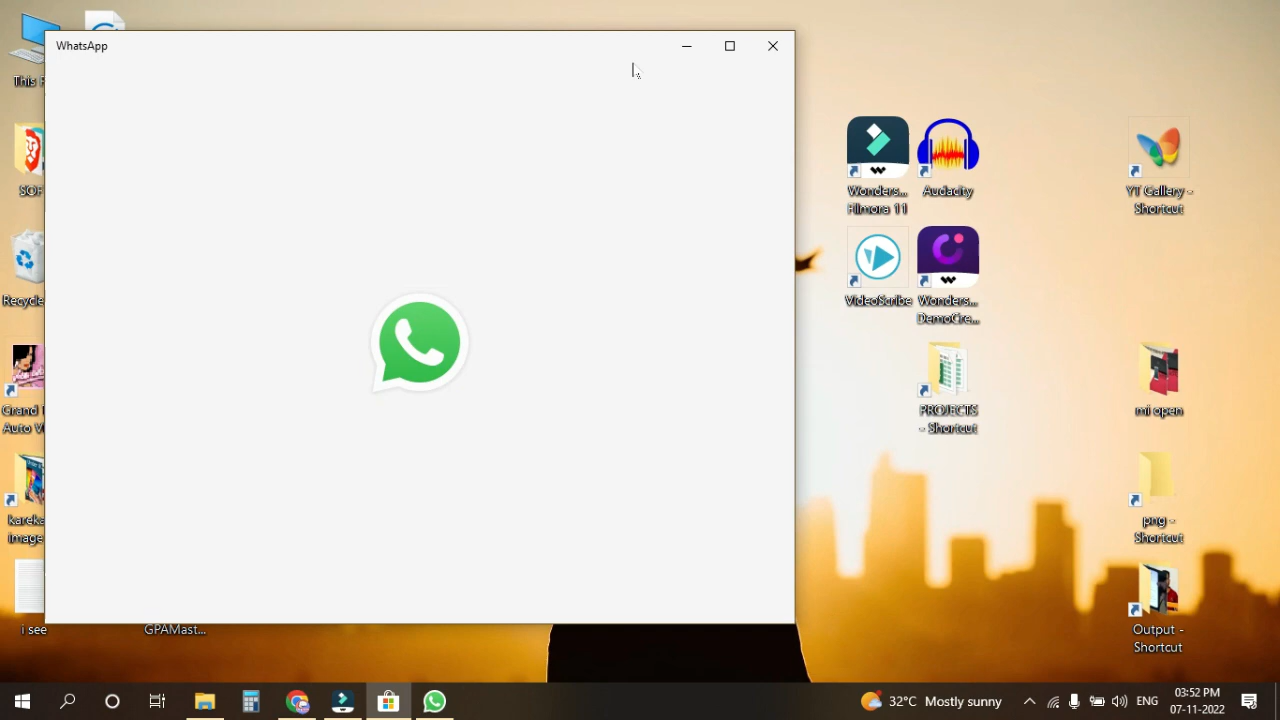 WhatsApp
This
SOF
Recycle
Grand
Auto V
kareka
image
i see
GPAMast...
Wonders...
Filmora 11
Audacity
VideoScribe
Wonders...
DemoCre...
PROJECTS
- Shortcut
YT Gallery -
Shortcut
mi open
png -
Shortcut
Output -
Shortcut
32°C Mostly sunny
ENG
03:52 PM
07-11-2022